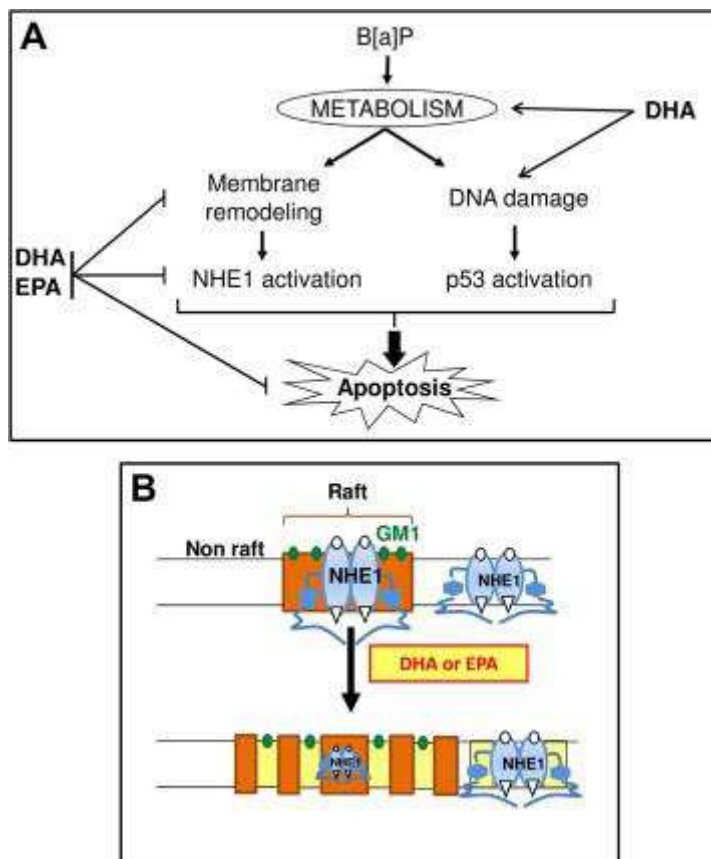 A
B[a]P
METABOLISM
DHA
Membrane
remodeling
DNA damage
DHA
EPA
NHE1 activation
p53 activation
Apoptosis
B
Raft
GM1
Non raft
NHE1
NHE1
DHA or EPA
NHE1
NHE1